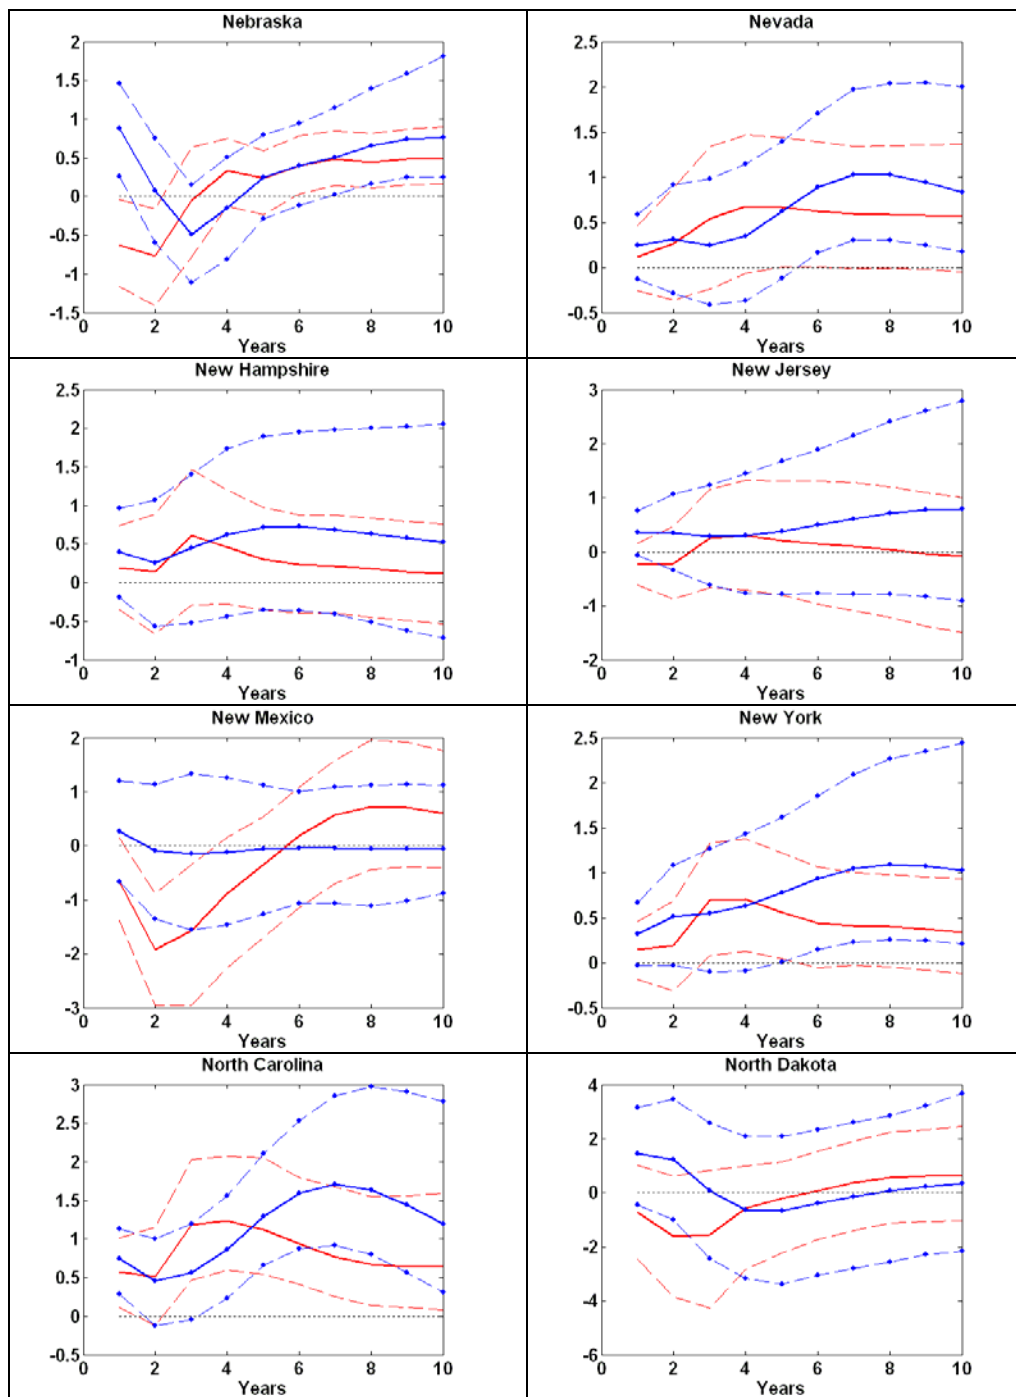 Nebraska
2
1.5
1
0.5
0
-0.5
-1
-1.5
0 2 4 6 8 10
Years
Nevada
2.5
2
1.5
1
0.5
0
-0.5
0 2 4 6 8 10
Years
New Hampshire
2.5
2
1.5
1
0.5
0
-0.5
-1
0 2 4 6 8 10
Years
New Jersey
3
2
1
0
-1
-2
0 2 4 6 8 10
Years
New Mexico
2
1
0
-1
-2
-3
0 2 4 6 8 10
Years
New York
2.5
2
1.5
1
0.5
0
-0.5
0 2 4 6 8 10
Years
North Carolina
3
2.5
2
1.5
1
0.5
0
-0.5
0 2 4 6 8 10
Years
North Dakota
4
2
0
-2
-4
-6
0 2 4 6 8 10
Years